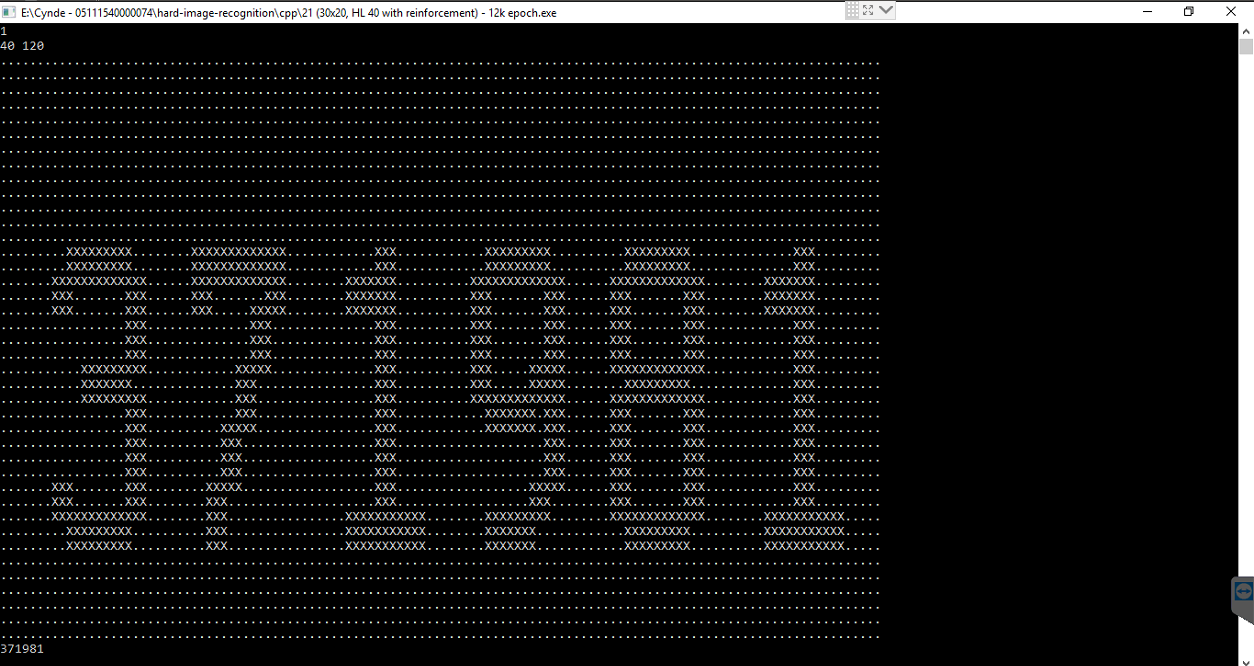 E:\Cynde - 05111540000074\hard-image-recognition\cpp\21 (30x20, HL 40 with reinforcement) - 12k epoch.exe
1
40 120
371981
371981